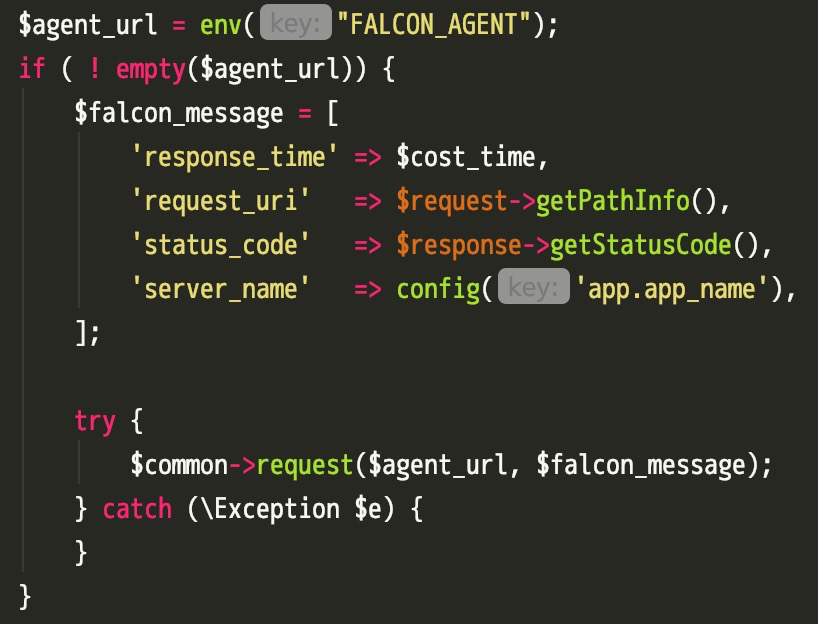 $agent_url = env( key: "FALCON_AGENT");
if ( ! empty($agent_url)) {
    $falcon_message = [
        'response_time' => $cost_time,
        'request_uri'   => $request->getPathInfo(),
        'status_code'   => $response->getStatusCode(),
        'server_name'   => config( key: 'app.app_name'),
    ];

    try {
        $common->request($agent_url, $falcon_message);
    } catch (\Exception $e) {
    }
}